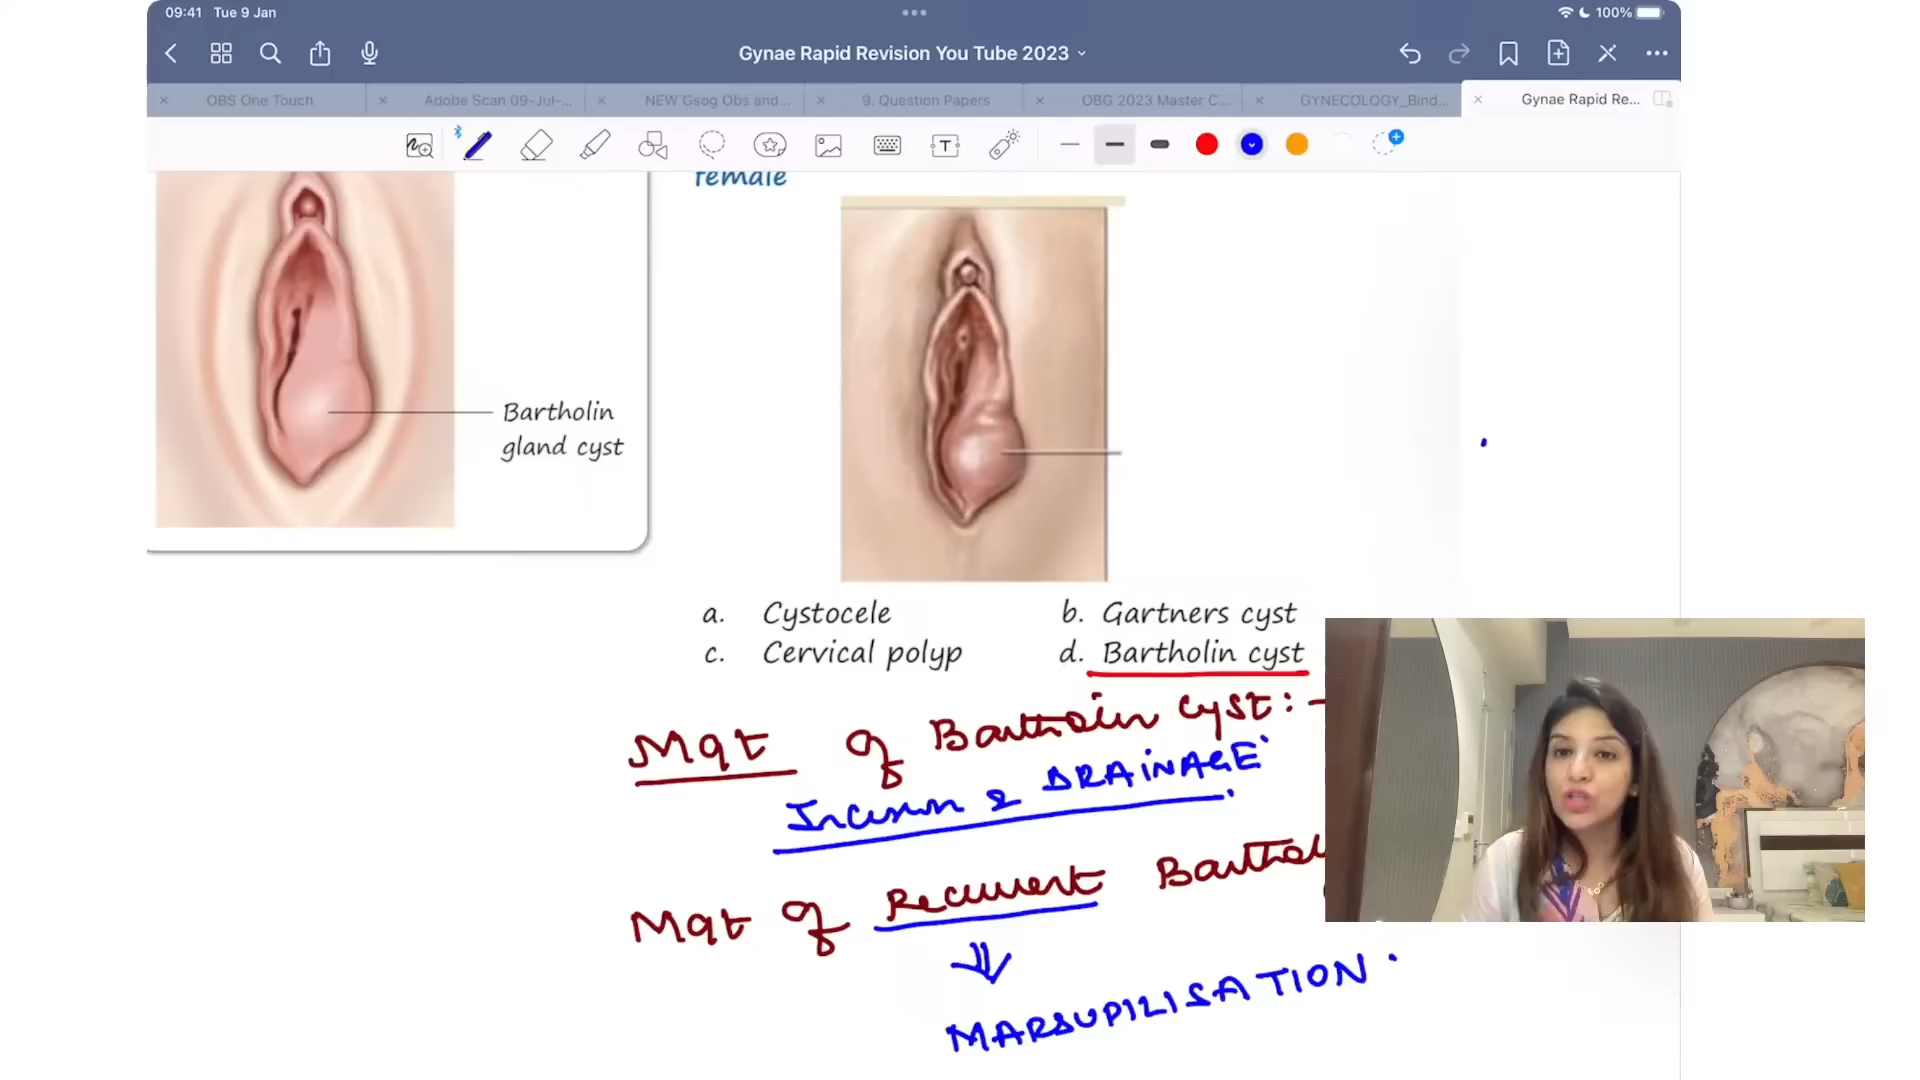 09:41 Tue 9 Jan
100%
Gynae Rapid Revision You Tube 2023
OBS One Touch
Adobe Scan 09-Jul-...
NEW Gsog Obs and...
9. Question Papers
OBG 2023 Master C...
GYNECOLOGY_Bind...
Gynae Rapid Re...
T
female
Bartholin
gland cyst
a. Cystocele
b. Gartners cyst
c. Cervical polyp
d. Bartholin cyst
Mgt of Bartholin cyst:-
Incision & DRAINAGE
Mgt of Recurrent Barthol
MARSUPILISATION.